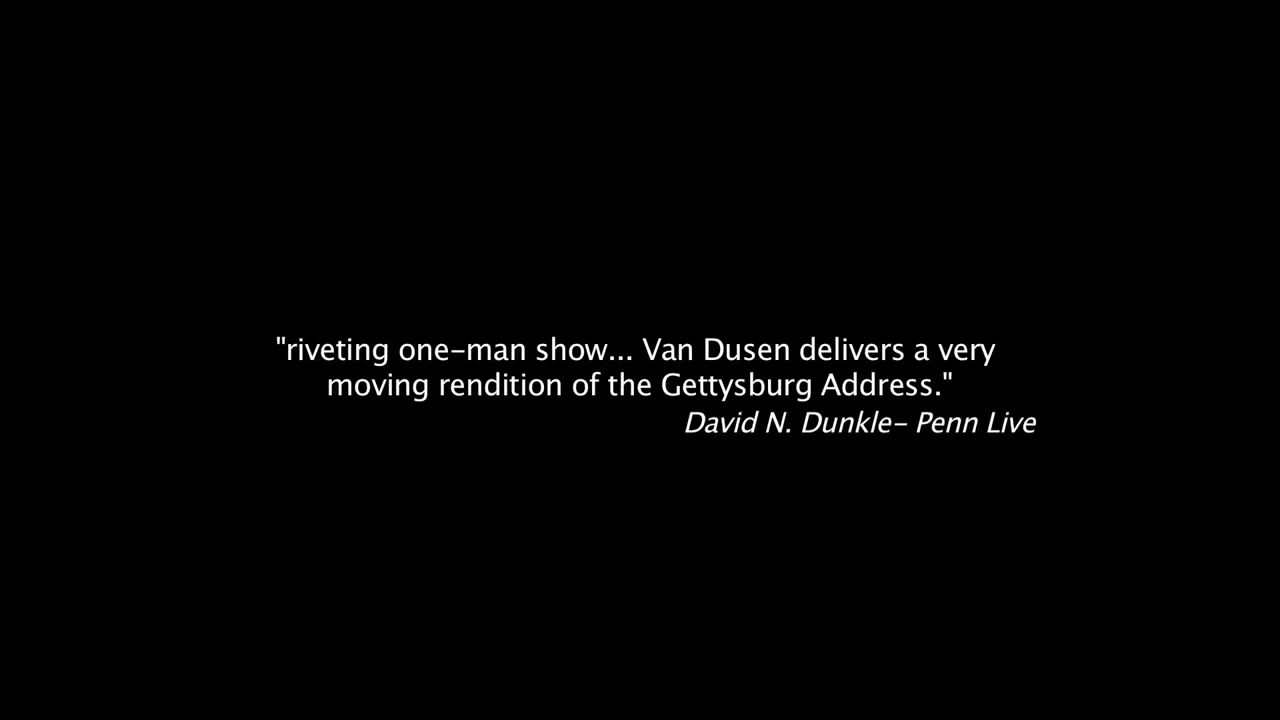 "riveting one-man show... Van Dusen delivers a very
moving rendition of the Gettysburg Address."
David N. Dunkle- Penn Live